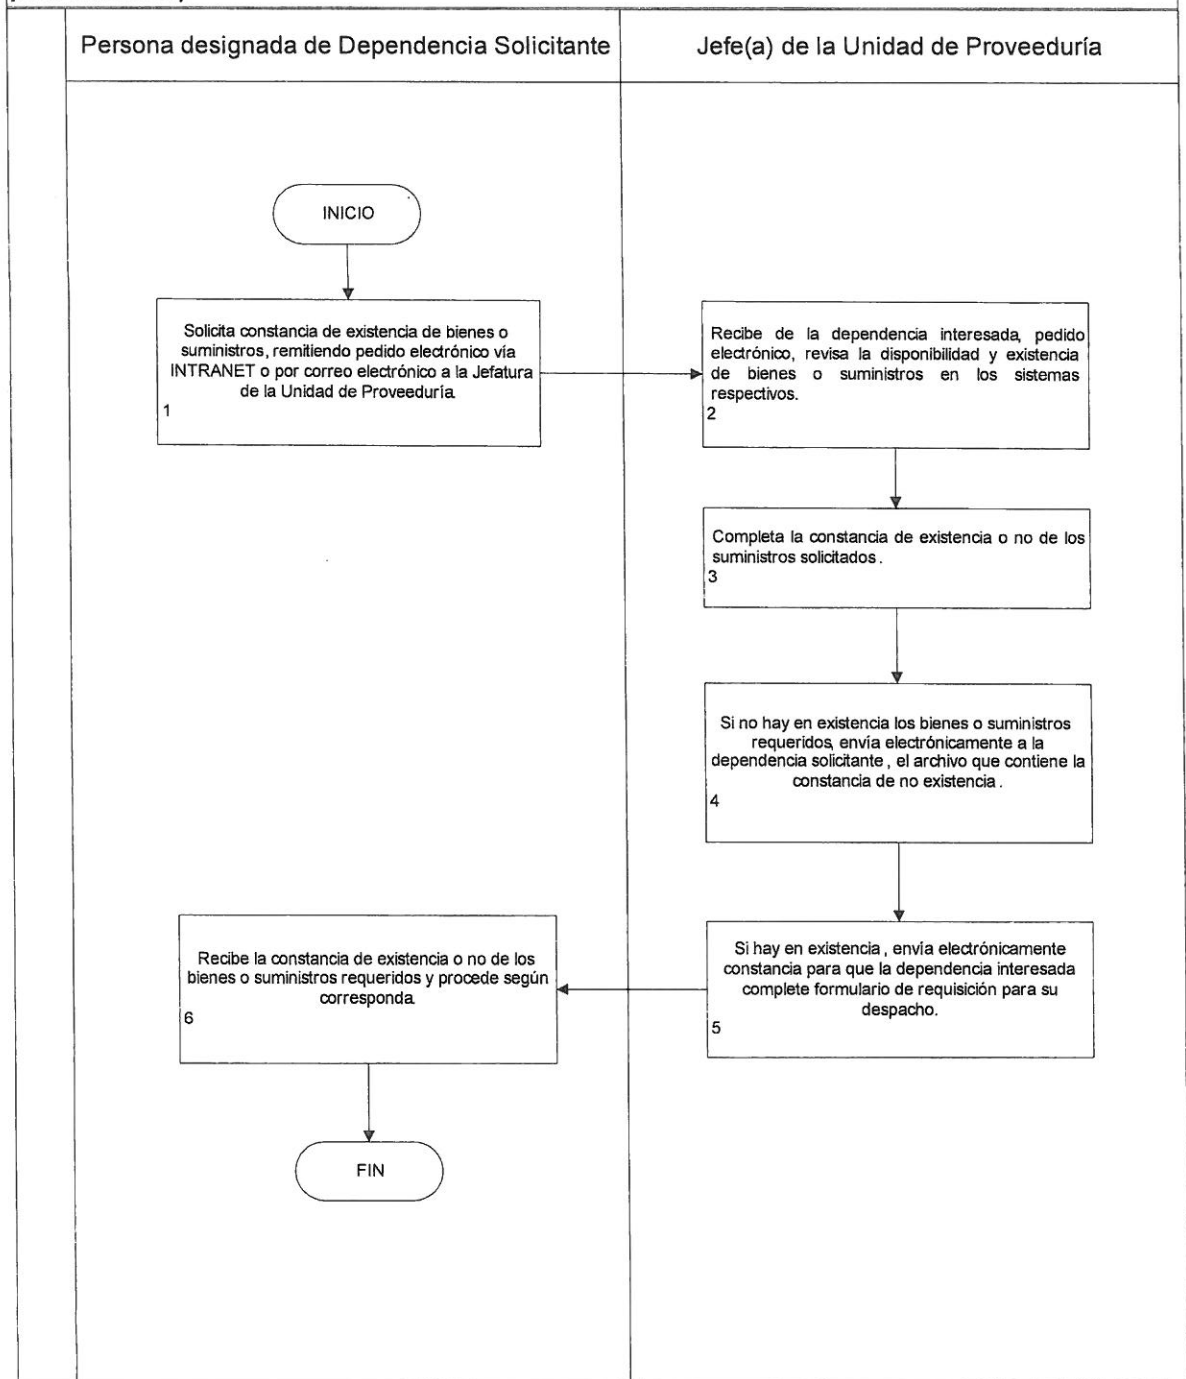 Persona designada de Dependencia Solicitante
Jefe(a) de la Unidad de Proveeduría
INICIO
Solicita constancia de existencia de bienes o
suministros, remitiendo pedido electrónico vía
INTRANET o por correo electrónico a la Jefatura
de la Unidad de Proveeduría
1
Recibe de la dependencia interesada, pedido
electrónico, revisa la disponibilidad y existencia
de bienes o suministros en los sistemas
respectivos.
2
Completa la constancia de existencia o no de los
suministros solicitados.
3
Si no hay en existencia los bienes o suministros
requeridos, envía electrónicamente a la
dependencia solicitante, el archivo que contiene la
constancia de no existencia.
4
Si hay en existencia, envía electrónicamente
constancia para que la dependencia interesada
complete formulario de requisición para su
despacho.
5
Recibe la constancia de existencia o no de los
bienes o suministros requeridos y procede según
corresponda
6
FIN